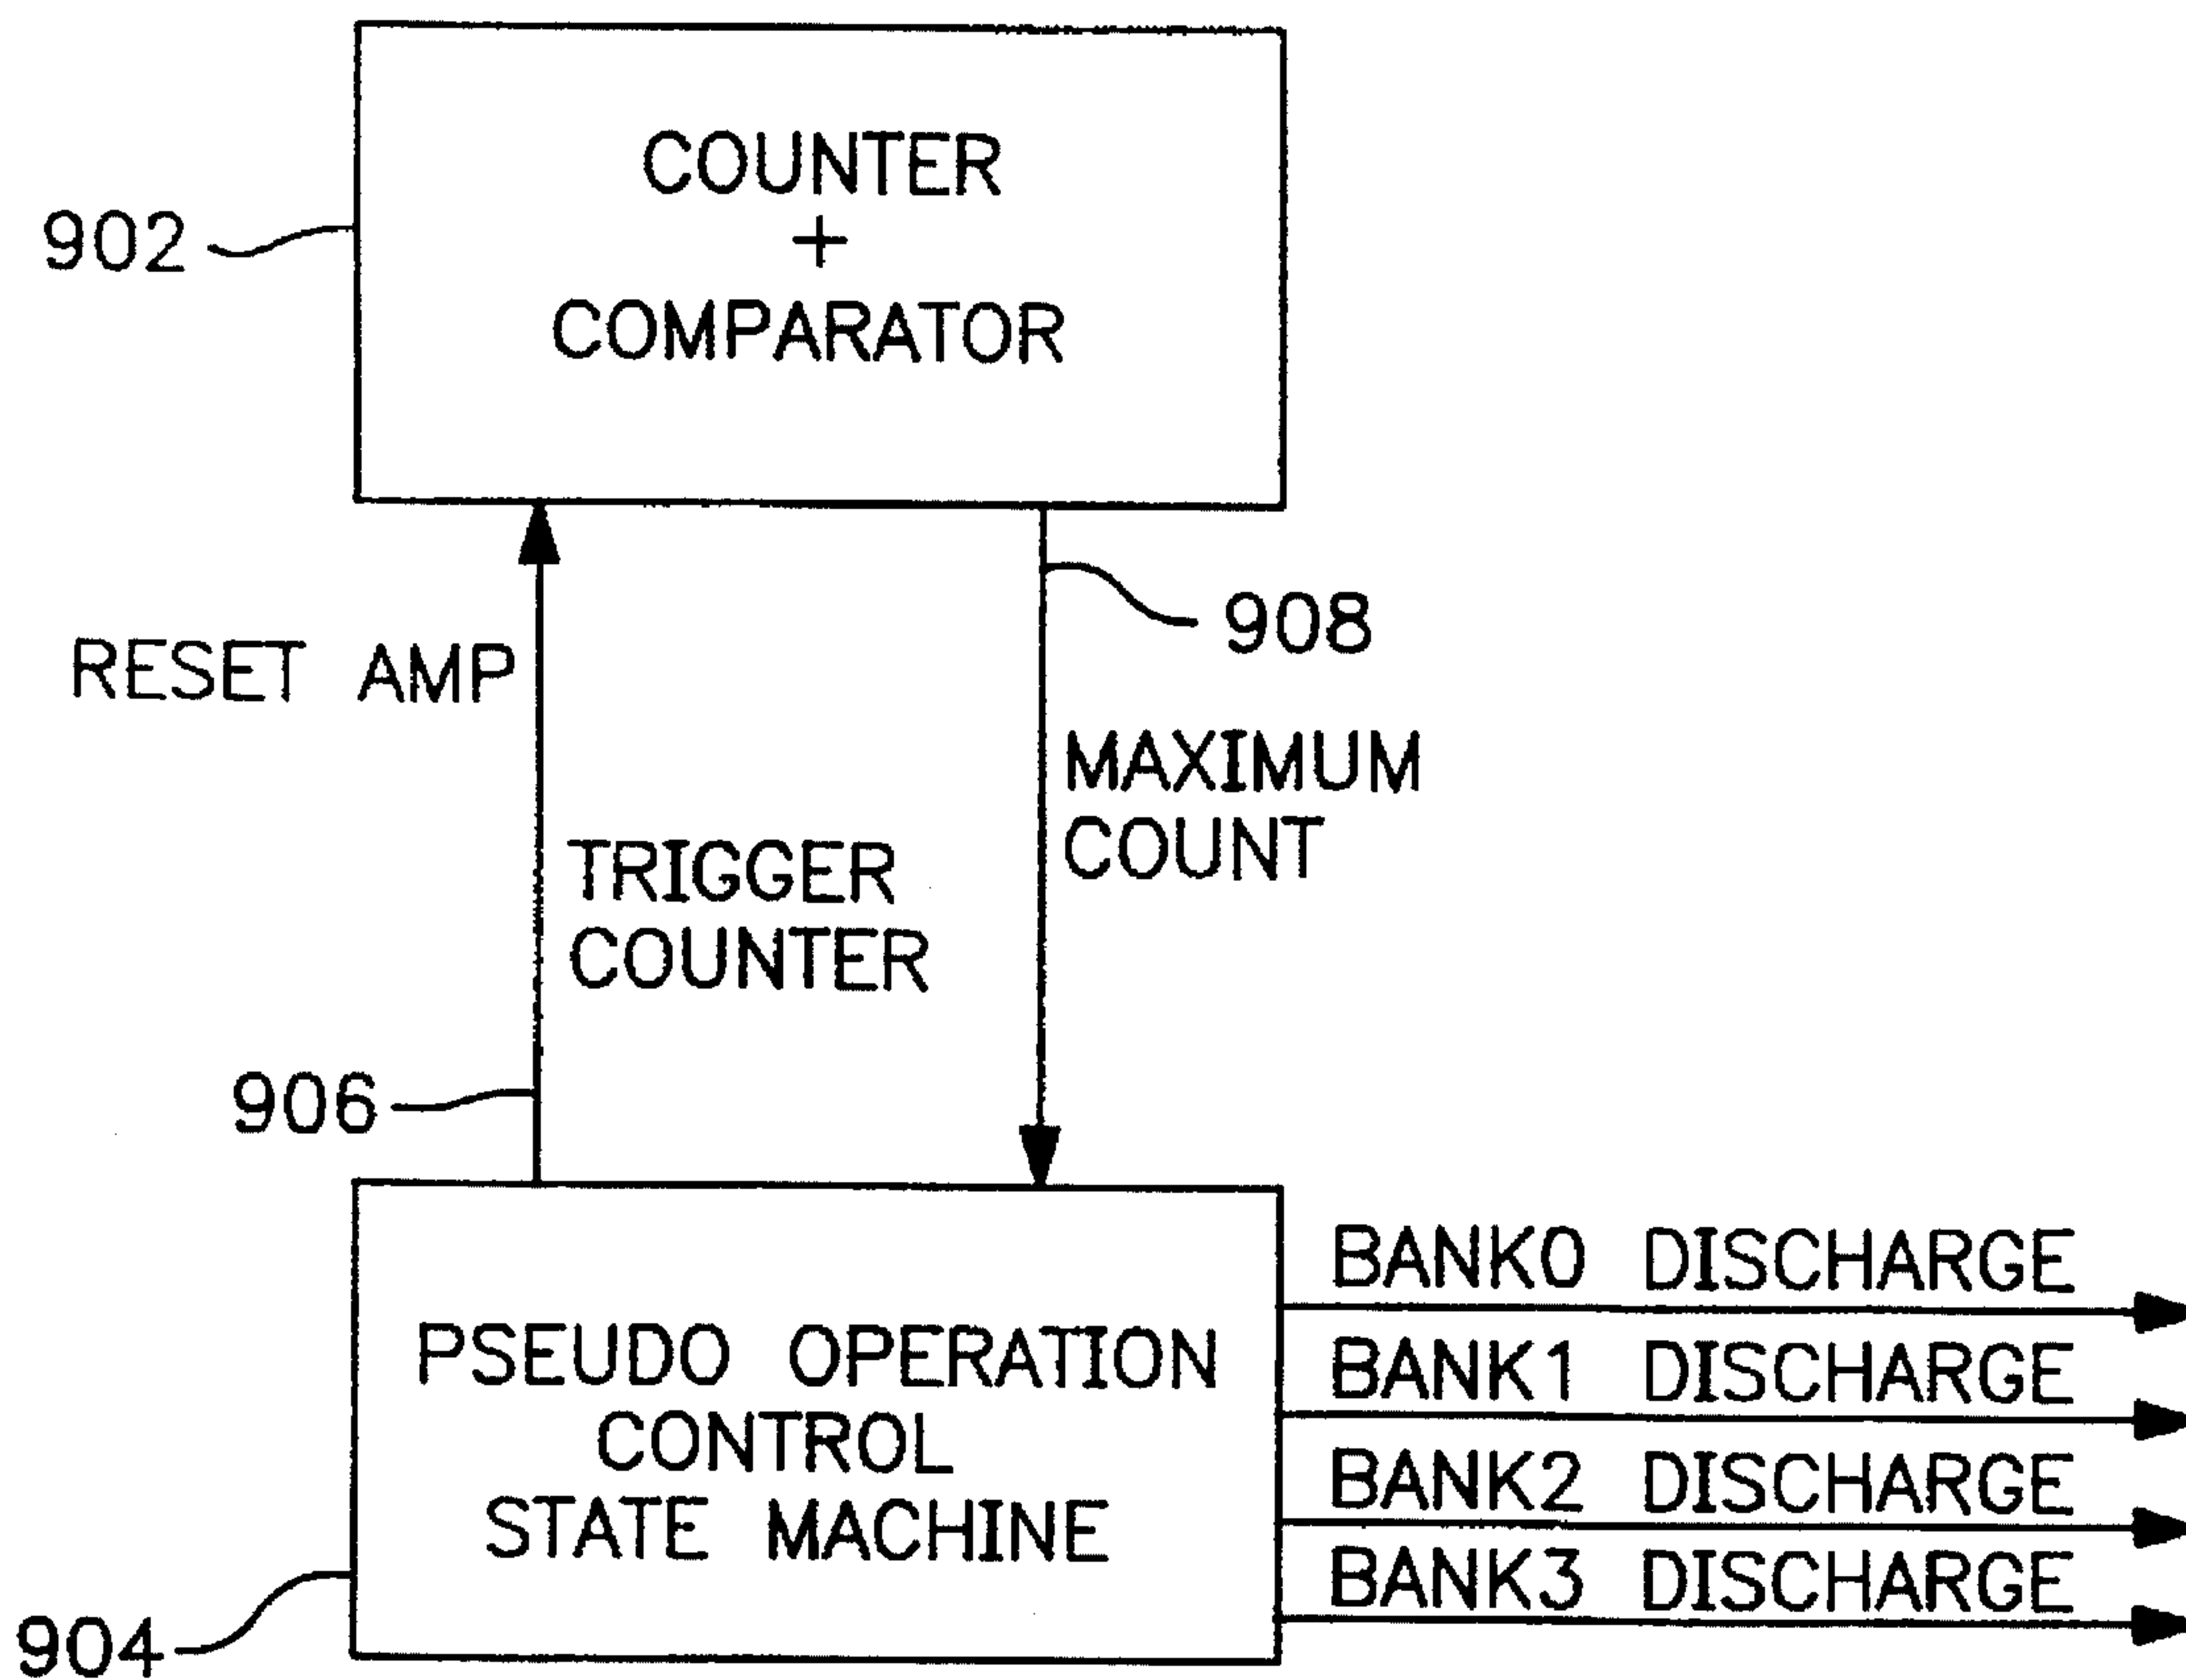 COUNTER
+
COMPARATOR
902
908
RESET AMP
MAXIMUM
COUNT
TRIGGER
COUNTER
906
PSEUDO OPERATION
CONTROL
STATE MACHINE
904
BANK0 DISCHARGE
BANK1 DISCHARGE
BANK2 DISCHARGE
BANK3 DISCHARGE